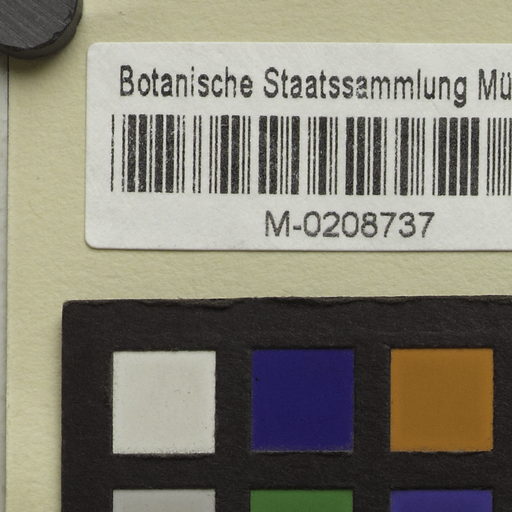 Botanische Staatssammlung Mü
M-0208737